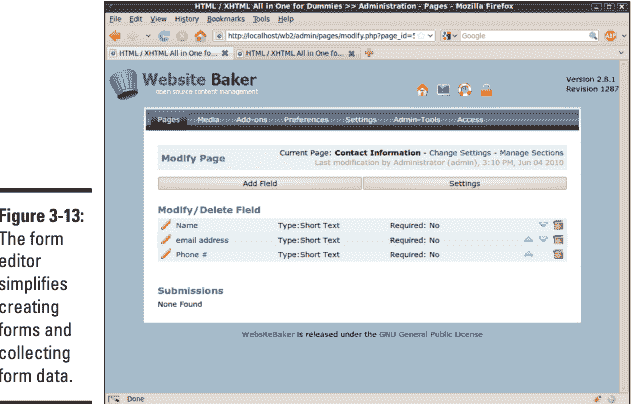 HTML / XHTML All in One for Dummies >> Administration - Pages - Mozilla Firefox
File Edit View History Bookmarks Tools Help
http://localhost/wb2/admin/pages/modify.php?page_id=5
Google
HTML / XHTML All in One fo...
HTML / XHTML All in One fo...
Website Baker
open source content management
Version 2.8.1
Revision 1287
Pages Media Add-ons Preferences Settings Admin-Tools Access
Modify Page
Current Page: Contact Information - Change Settings - Manage Sections
Last modification by Administrator (admin), 3:10 PM, Jun 04 2010
Add Field
Settings
Modify/Delete Field
Name Type:Short Text Required: No
email address Type:Short Text Required: No
Phone # Type:Short Text Required: No
Submissions
None Found
WebsiteBaker is released under the GNU General Public License
Done
Figure 3-13:
The form
editor
simplifies
creating
forms and
collecting
form data.